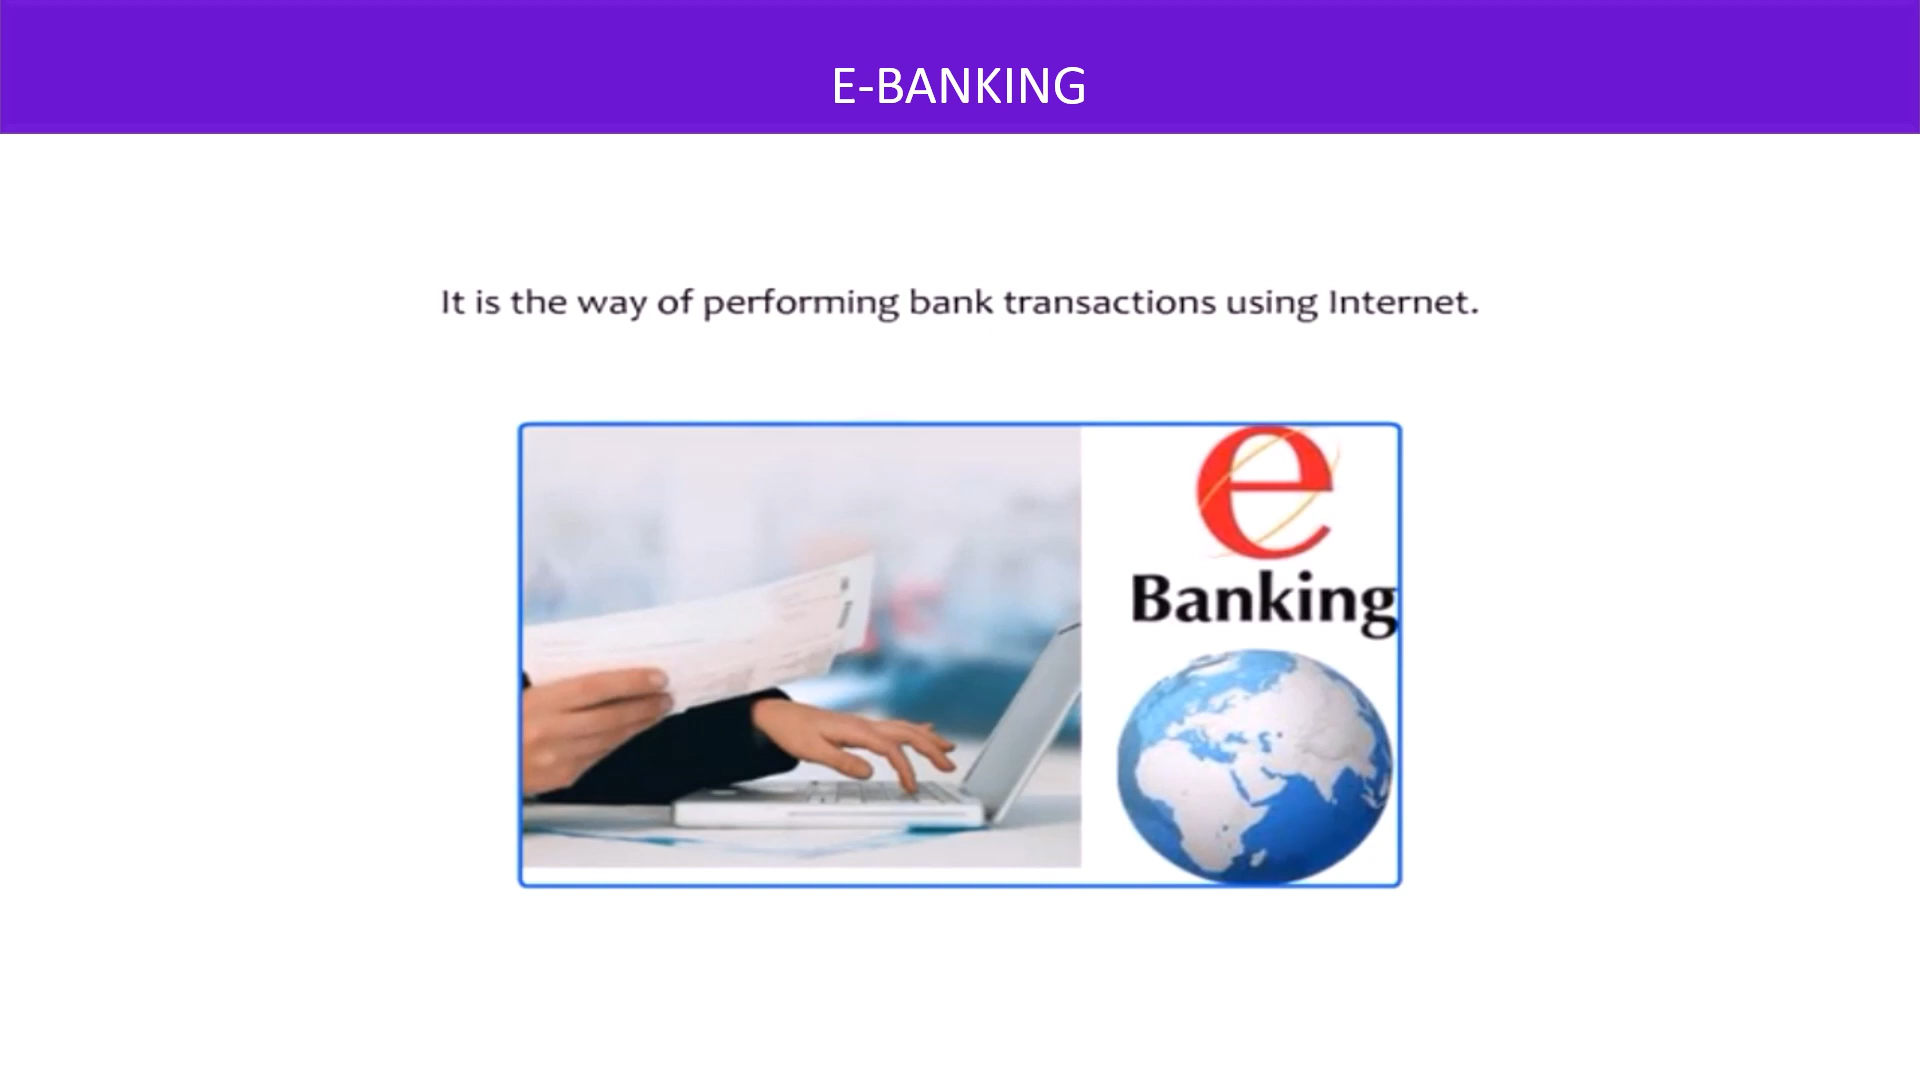 E-BANKING
It is the way of performing bank transactions using Internet.
e
Banking